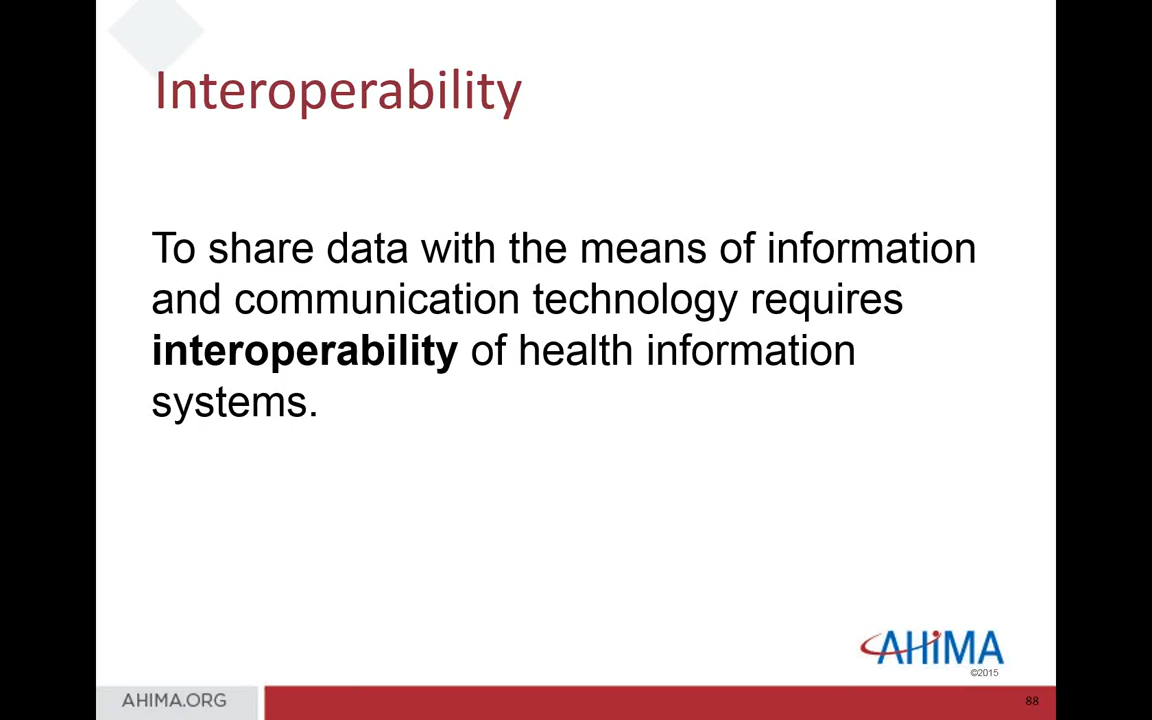 Interoperability
To share data with the means of information
and communication technology requires
interoperability of health information
systems.
AHiMA
©2015
AHIMA.ORG
88